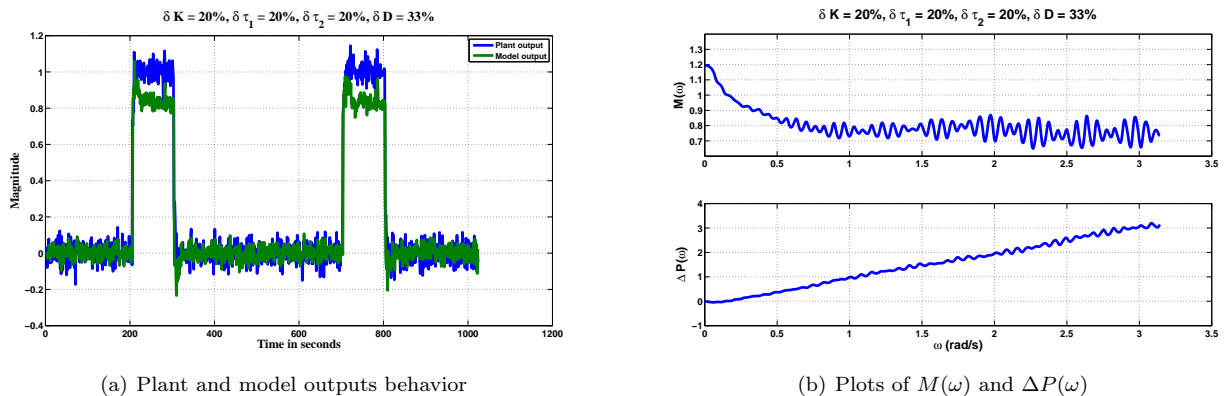 δ K = 20%, δ τ1 = 20%, δ τ2 = 20%, δ D = 33%
Plant output
Model output
Magnitude
1.2
1
0.8
0.6
0.4
0.2
0
−0.2
−0.4
0 200 400 600 800 1000 1200
Time in seconds
(a) Plant and model outputs behavior
δ K = 20%, δ τ1 = 20%, δ τ2 = 20%, δ D = 33%
M(ω)
1.3
1.2
1.1
1
0.9
0.8
0.7
0 0.5 1 1.5 2 2.5 3 3.5
Δ P(ω)
4
3
2
1
0
−1
0 0.5 1 1.5 2 2.5 3 3.5
ω (rad/s)
(b) Plots of M(ω) and ΔP(ω)